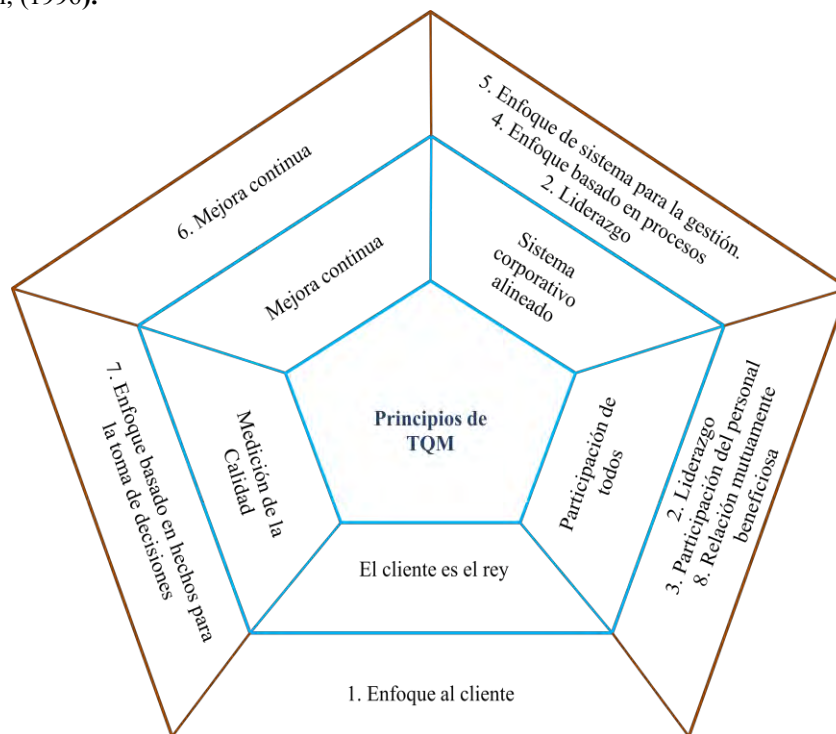 (1996).
6. Mejora continua
5. Enfoque de sistema para la gestión.
4. Enfoque basado en procesos
2. Liderazgo
Mejora continua
Sistema
corporativo
alineado
7. Enfoque basado en hechos para
la toma de decisiones
Medición de la
Calidad
Principios de
TQM
Participación de
todos
2. Liderazgo
3. Participación del personal
8. Relación mutuamente
beneficiosa
El cliente es el rey
1. Enfoque al cliente